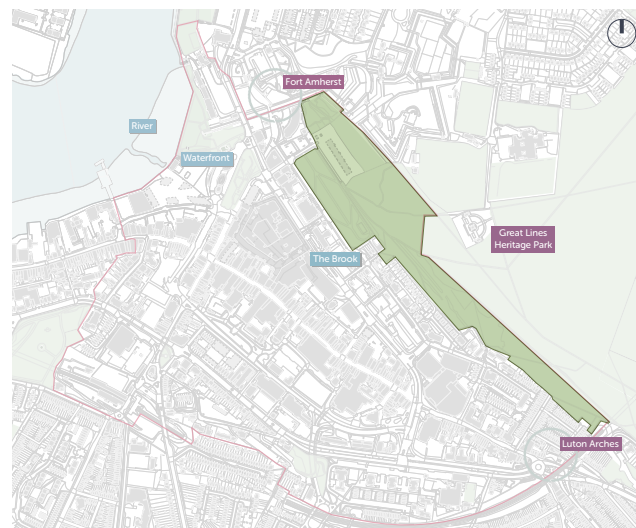 Fort Amherst
River
Waterfront
Great Lines
Heritage Park
The Brook
Luton Arches